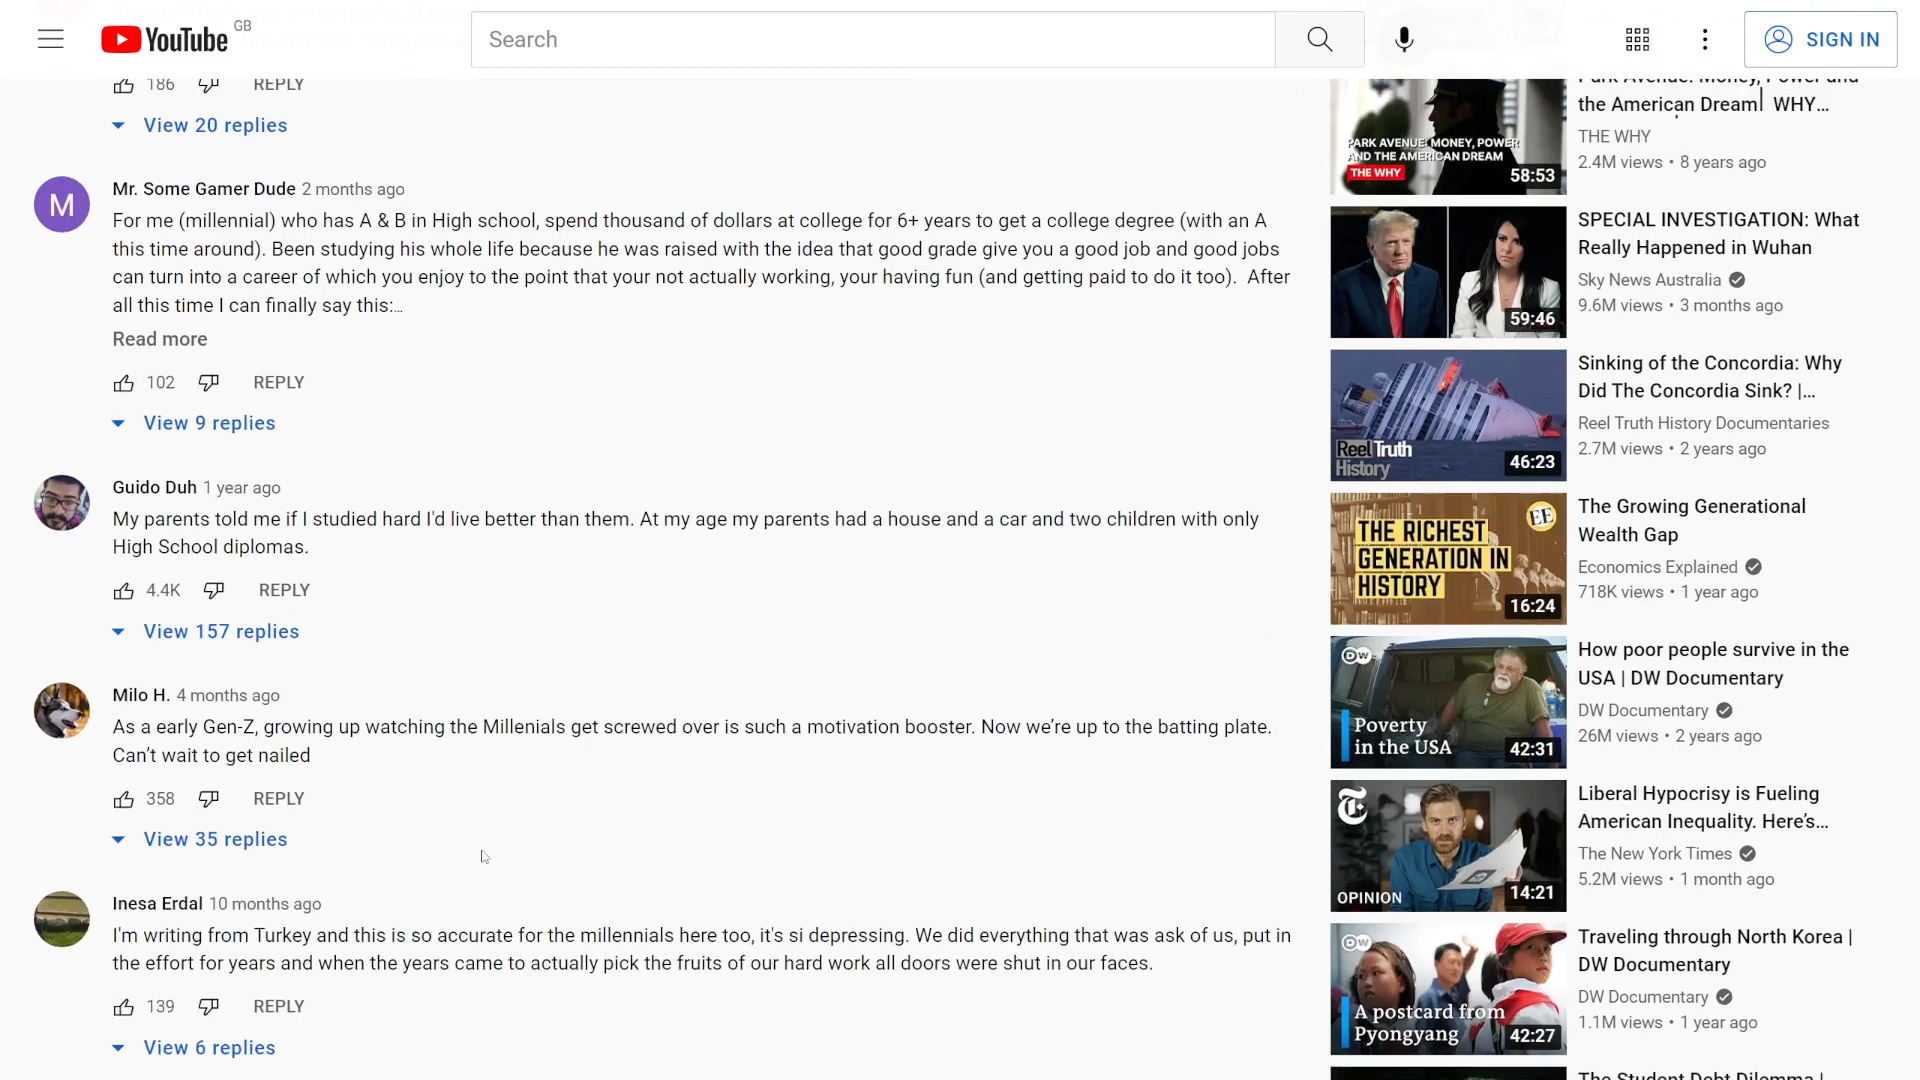 YouTube GB
Search
SIGN IN
186 REPLY
View 20 replies
M
Mr. Some Gamer Dude 2 months ago
For me (millennial) who has A & B in High school, spend thousand of dollars at college for 6+ years to get a college degree (with an A
this time around). Been studying his whole life because he was raised with the idea that good grade give you a good job and good jobs
can turn into a career of which you enjoy to the point that your not actually working, your having fun (and getting paid to do it too).  After
all this time I can finally say this:...
Read more
102 REPLY
View 9 replies
Guido Duh 1 year ago
My parents told me if I studied hard I'd live better than them. At my age my parents had a house and a car and two children with only
High School diplomas.
4.4K REPLY
View 157 replies
Milo H. 4 months ago
As a early Gen-Z, growing up watching the Millenials get screwed over is such a motivation booster. Now we’re up to the batting plate.
Can’t wait to get nailed
358 REPLY
View 35 replies
Inesa Erdal 10 months ago
I'm writing from Turkey and this is so accurate for the millennials here too, it's si depressing. We did everything that was ask of us, put in
the effort for years and when the years came to actually pick the fruits of our hard work all doors were shut in our faces.
139 REPLY
View 6 replies
PARK AVENUE: MONEY, POWER
AND THE AMERICAN DREAM
THE WHY
58:53
Park Avenue: Money, Power and
the American Dream| WHY...
THE WHY
2.4M views • 8 years ago
59:46
SPECIAL INVESTIGATION: What
Really Happened in Wuhan
Sky News Australia
9.6M views • 3 months ago
Reel Truth
History
46:23
Sinking of the Concordia: Why
Did The Concordia Sink? |...
Reel Truth History Documentaries
2.7M views • 2 years ago
EE
THE RICHEST
GENERATION IN
HISTORY
16:24
The Growing Generational
Wealth Gap
Economics Explained
718K views • 1 year ago
DW
Poverty
in the USA
42:31
How poor people survive in the
USA | DW Documentary
DW Documentary
26M views • 2 years ago
T
OPINION
14:21
Liberal Hypocrisy is Fueling
American Inequality. Here’s...
The New York Times
5.2M views • 1 month ago
DW
A postcard from
Pyongyang
42:27
Traveling through North Korea |
DW Documentary
DW Documentary
1.1M views • 1 year ago
The Student Debt Dilemma |